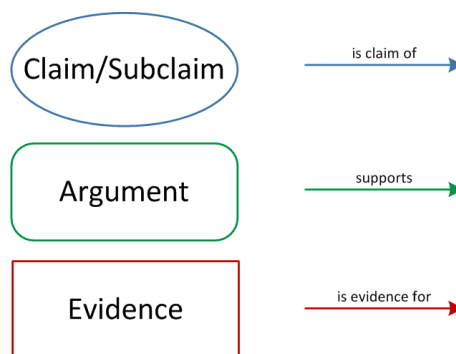 Claim/Subclaim
is claim of
Argument
supports
Evidence
is evidence for